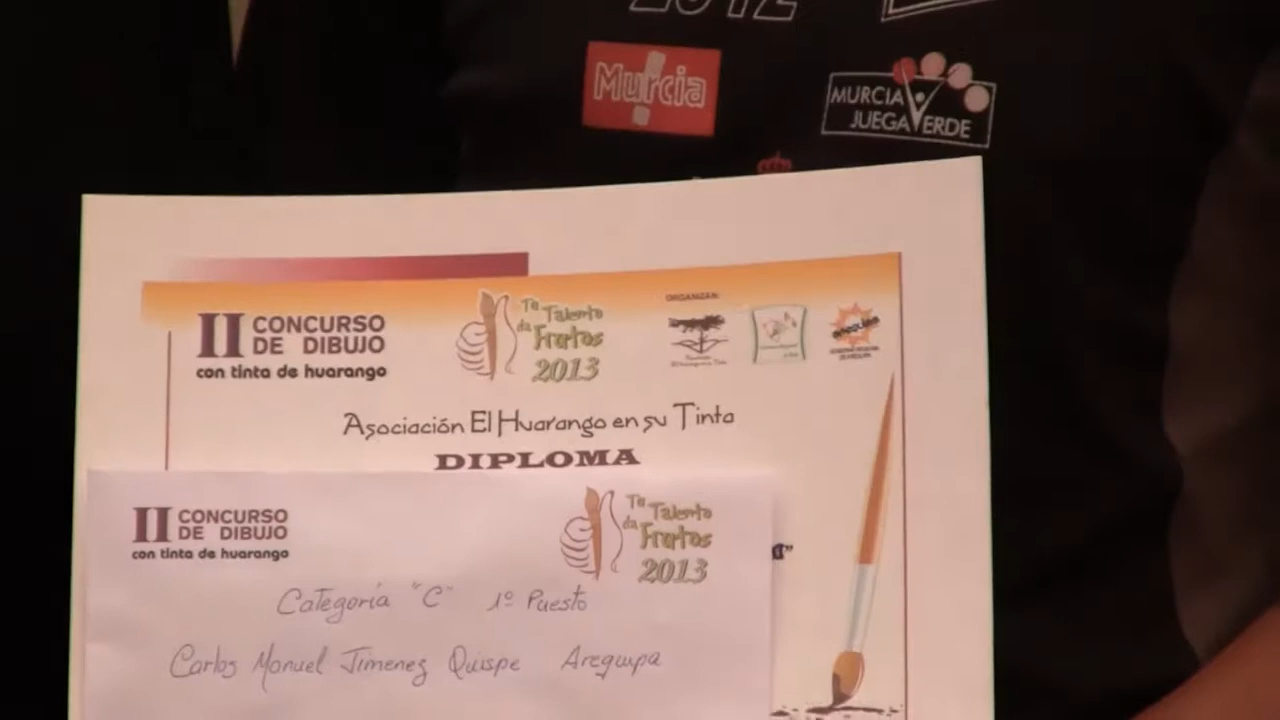 2012
Murcia
MURCIA
JUEGA VERDE
II CONCURSO
DE DIBUJO
con tinta de huarango
Tu Talento
da Frutos
2013
ORGANIZAN:
Asociación El Huarango en su Tinta
DIPLOMA
II CONCURSO
DE DIBUJO
con tinta de huarango
Tu Talento
da Frutos
2013
Categoría "C" 1º Puesto
Carlos Manuel Jimenez Quispe Arequipa